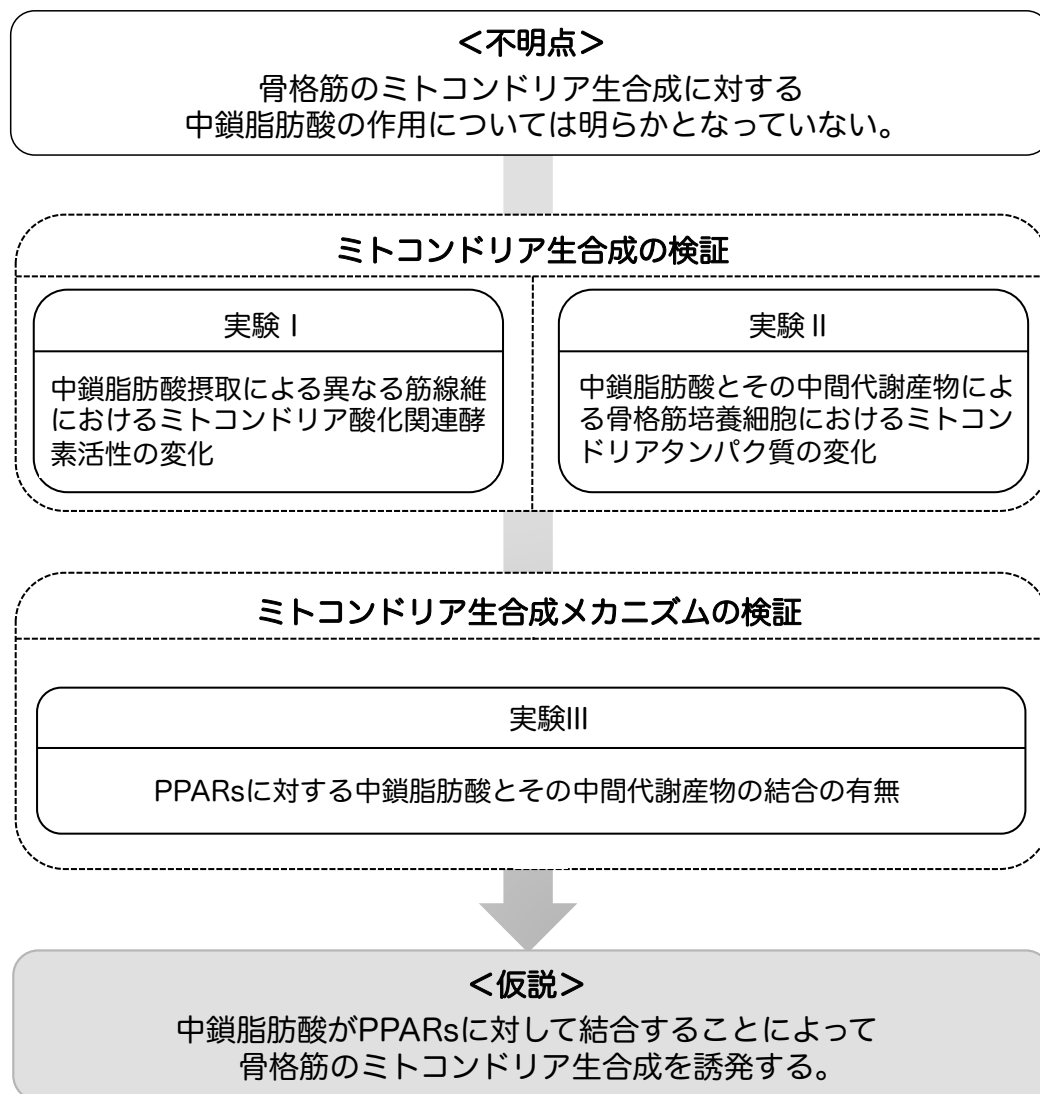 ＜不明点＞
骨格筋のミトコンドリア生合成に対する
中鎖脂肪酸の作用については明らかとなっていない。
ミトコンドリア生合成の検証
実験Ⅰ
中鎖脂肪酸摂取による異なる筋線維
におけるミトコンドリア酸化関連酵
素活性の変化
実験Ⅱ
中鎖脂肪酸とその中間代謝産物によ
る骨格筋培養細胞におけるミトコン
ドリアタンパク質の変化
ミトコンドリア生合成メカニズムの検証
実験III
PPARsに対する中鎖脂肪酸とその中間代謝産物の結合の有無
＜仮説＞
中鎖脂肪酸がPPARsに対して結合することによって
骨格筋のミトコンドリア生合成を誘発する。